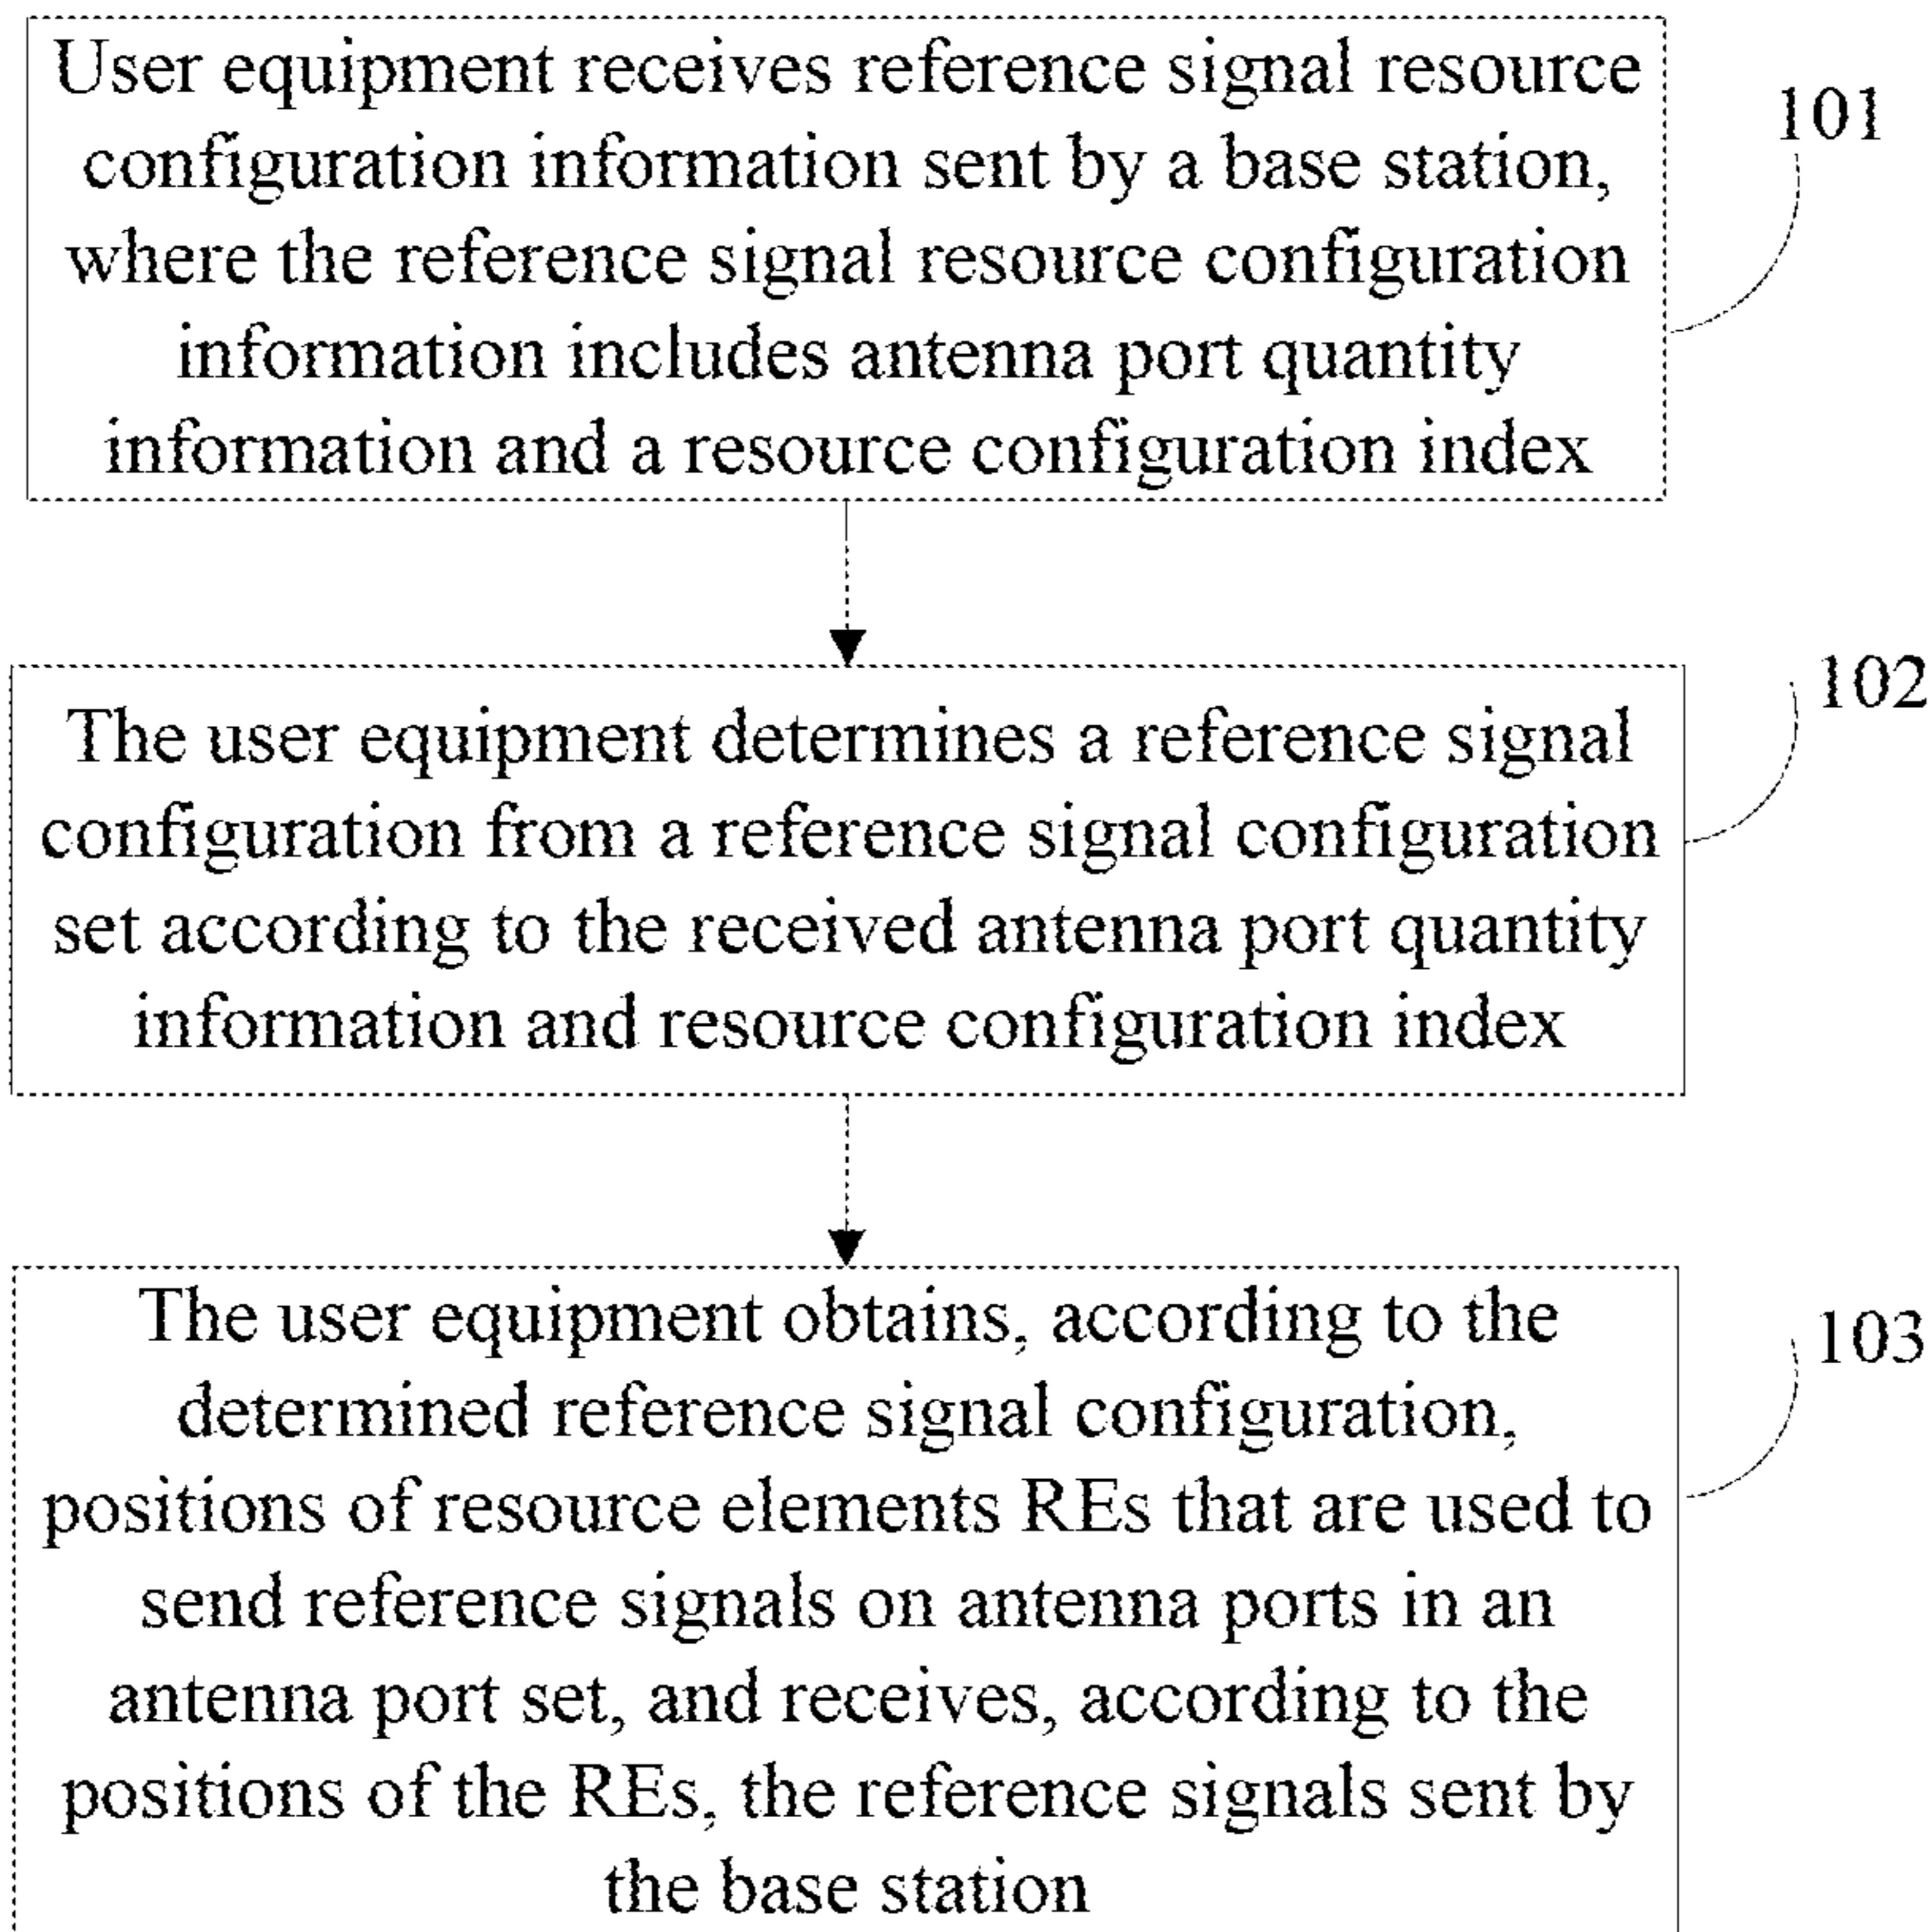 User equipment receives reference signal resource
configuration information sent by a base station,
where the reference signal resource configuration
information includes antenna port quantity
information and a resource configuration index
101
The user equipment determines a reference signal
configuration from a reference signal configuration
set according to the received antenna port quantity
information and resource configuration index
102
The user equipment obtains, according to the
determined reference signal configuration,
positions of resource elements REs that are used to
send reference signals on antenna ports in an
antenna port set, and receives, according to the
positions of the REs, the reference signals sent by
the base station
103